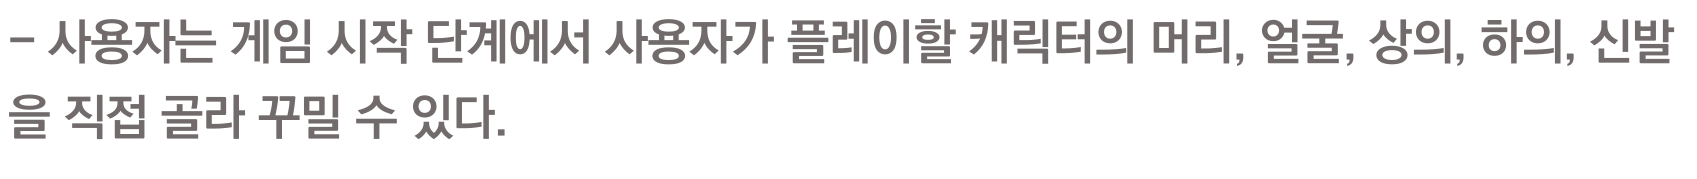 - 사용자는 게임 시작 단계에서 사용자가 플레이할 캐릭터의 머리, 얼굴, 상의, 하의, 신발
을 직접 골라 꾸밀 수 있다.